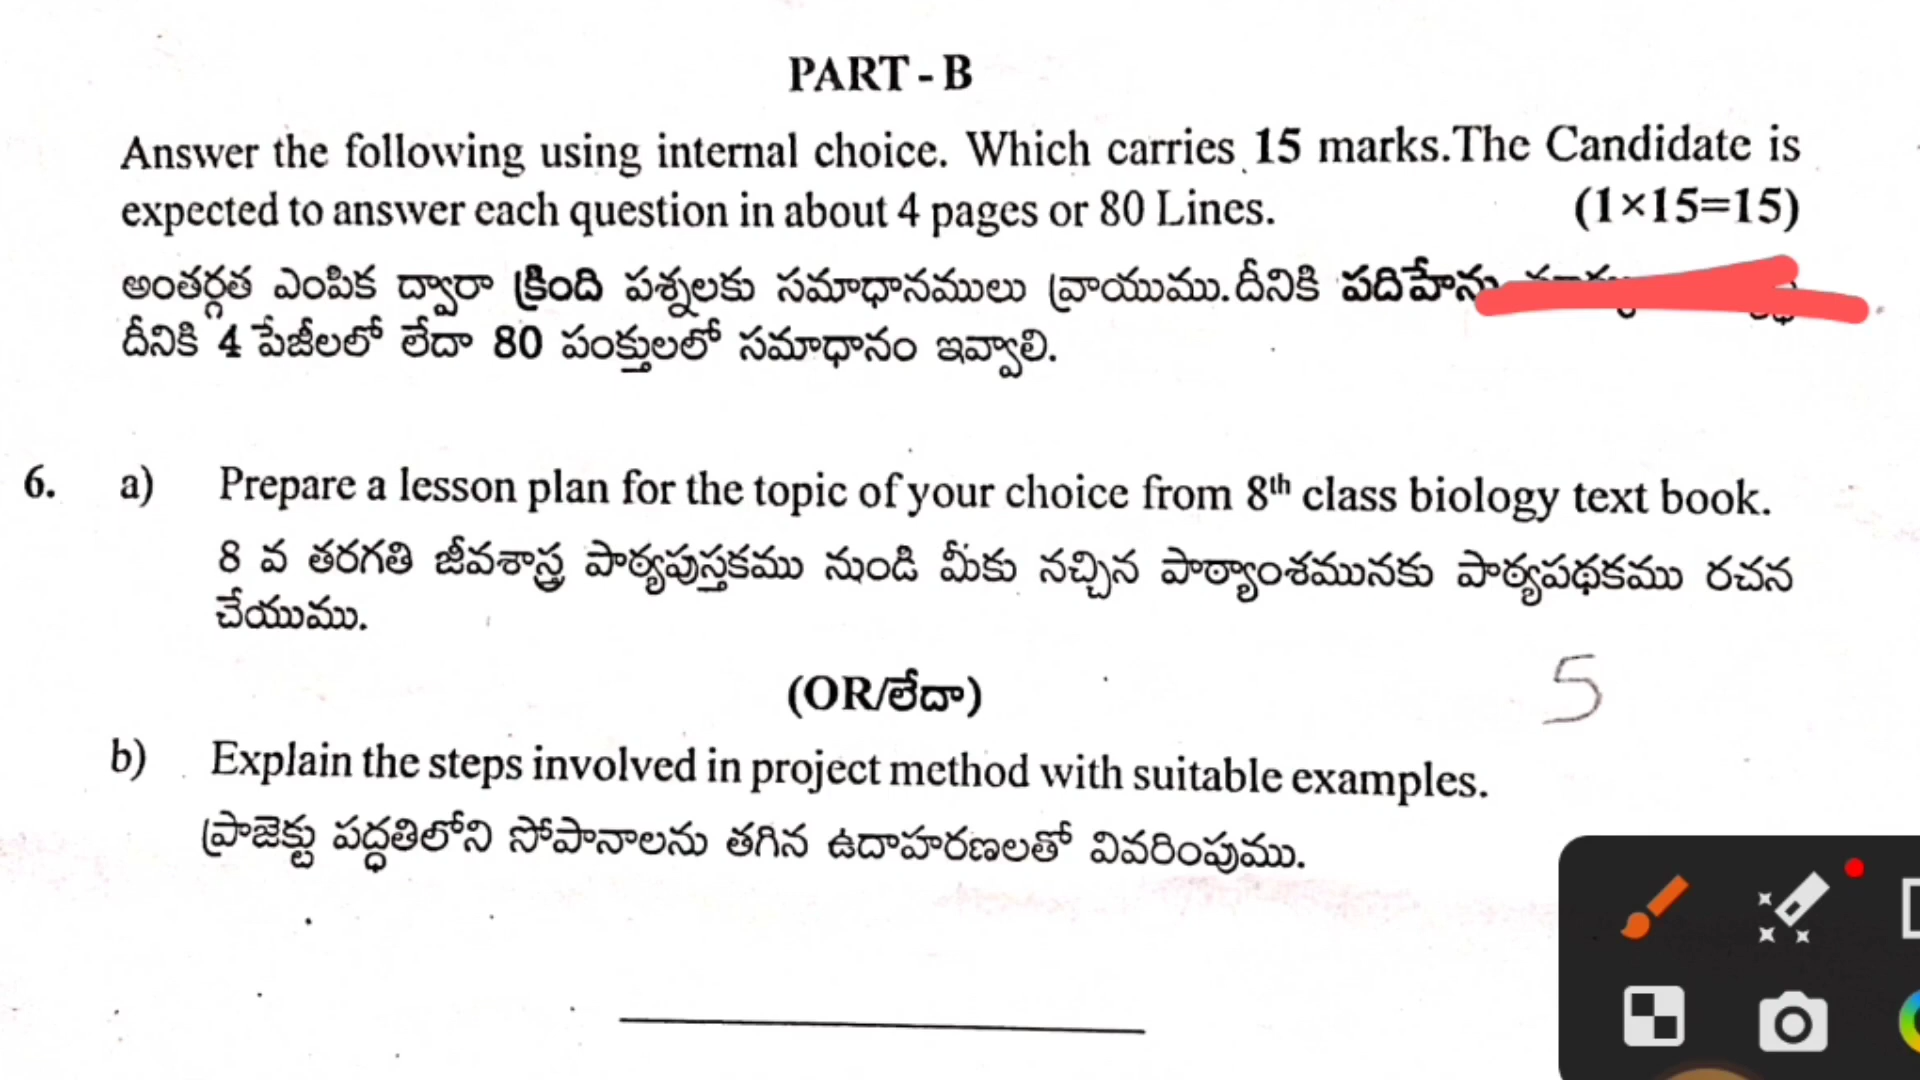 PART - B
Answer the following using internal choice. Which carries 15 marks.The Candidate is
expected to answer each question in about 4 pages or 80 Lines. (1×15=15)
అంతర్గత ఎంపిక ద్వారా క్రింది పశ్నలకు సమాధానములు వ్రాయుము.దీనికి పదిహేను
దీనికి 4 పేజీలలో లేదా 80 పంక్తులలో సమాధానం ఇవ్వాలి.
6. a) Prepare a lesson plan for the topic of your choice from 8th class biology text book.
8 వ తరగతి జీవశాస్త్ర పాఠ్యపుస్తకము నుండి మీకు నచ్చిన పాఠ్యాంశమునకు పాఠ్యపథకము రచన
చేయుము.
(OR/లేదా)
5
b) Explain the steps involved in project method with suitable examples.
ప్రాజెక్టు పద్ధతిలోని సోపానాలను తగిన ఉదాహరణలతో వివరింపుము.